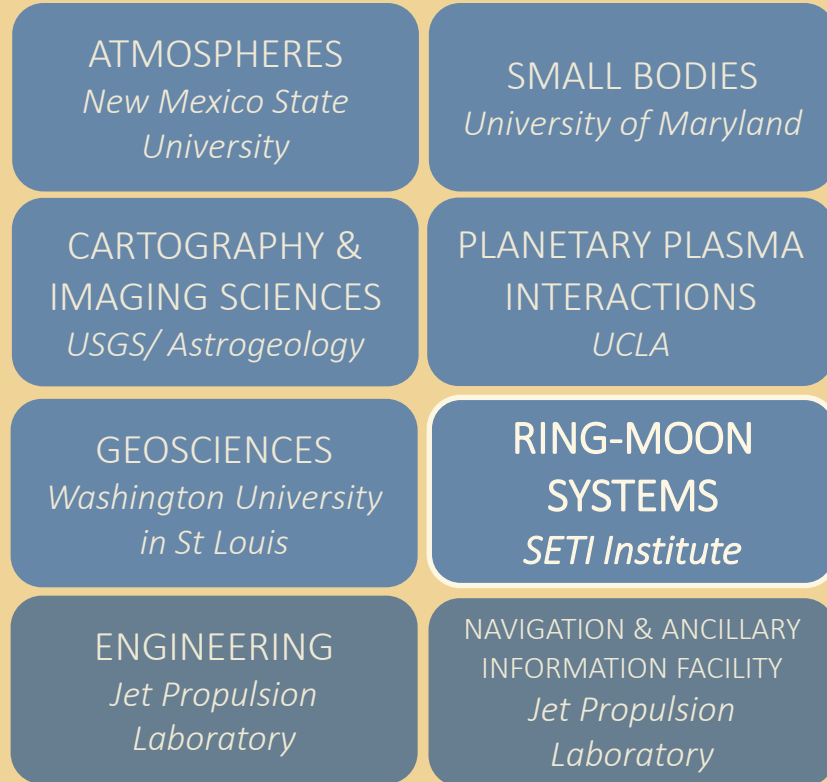 ATMOSPHERES
New Mexico State
University
SMALL BODIES
University of Maryland
CARTOGRAPHY &
IMAGING SCIENCES
USGS/ Astrogeology
PLANETARY PLASMA
INTERACTIONS
UCLA
GEOSCIENCES
Washington University
in St Louis
RING-MOON
SYSTEMS
SETI Institute
ENGINEERING
Jet Propulsion
Laboratory
NAVIGATION & ANCILLARY
INFORMATION FACILITY
Jet Propulsion
Laboratory